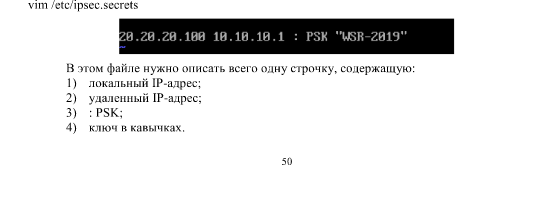 vim /etc/ipsec.secrets
20.20.20.100 10.10.10.1 : PSK "WSR-2019"
~
В этом файле нужно описать всего одну строчку, содержащую:
1) локальный IP-адрес;
2) удаленный IP-адрес;
3) : PSK;
4) ключ в кавычках.
50